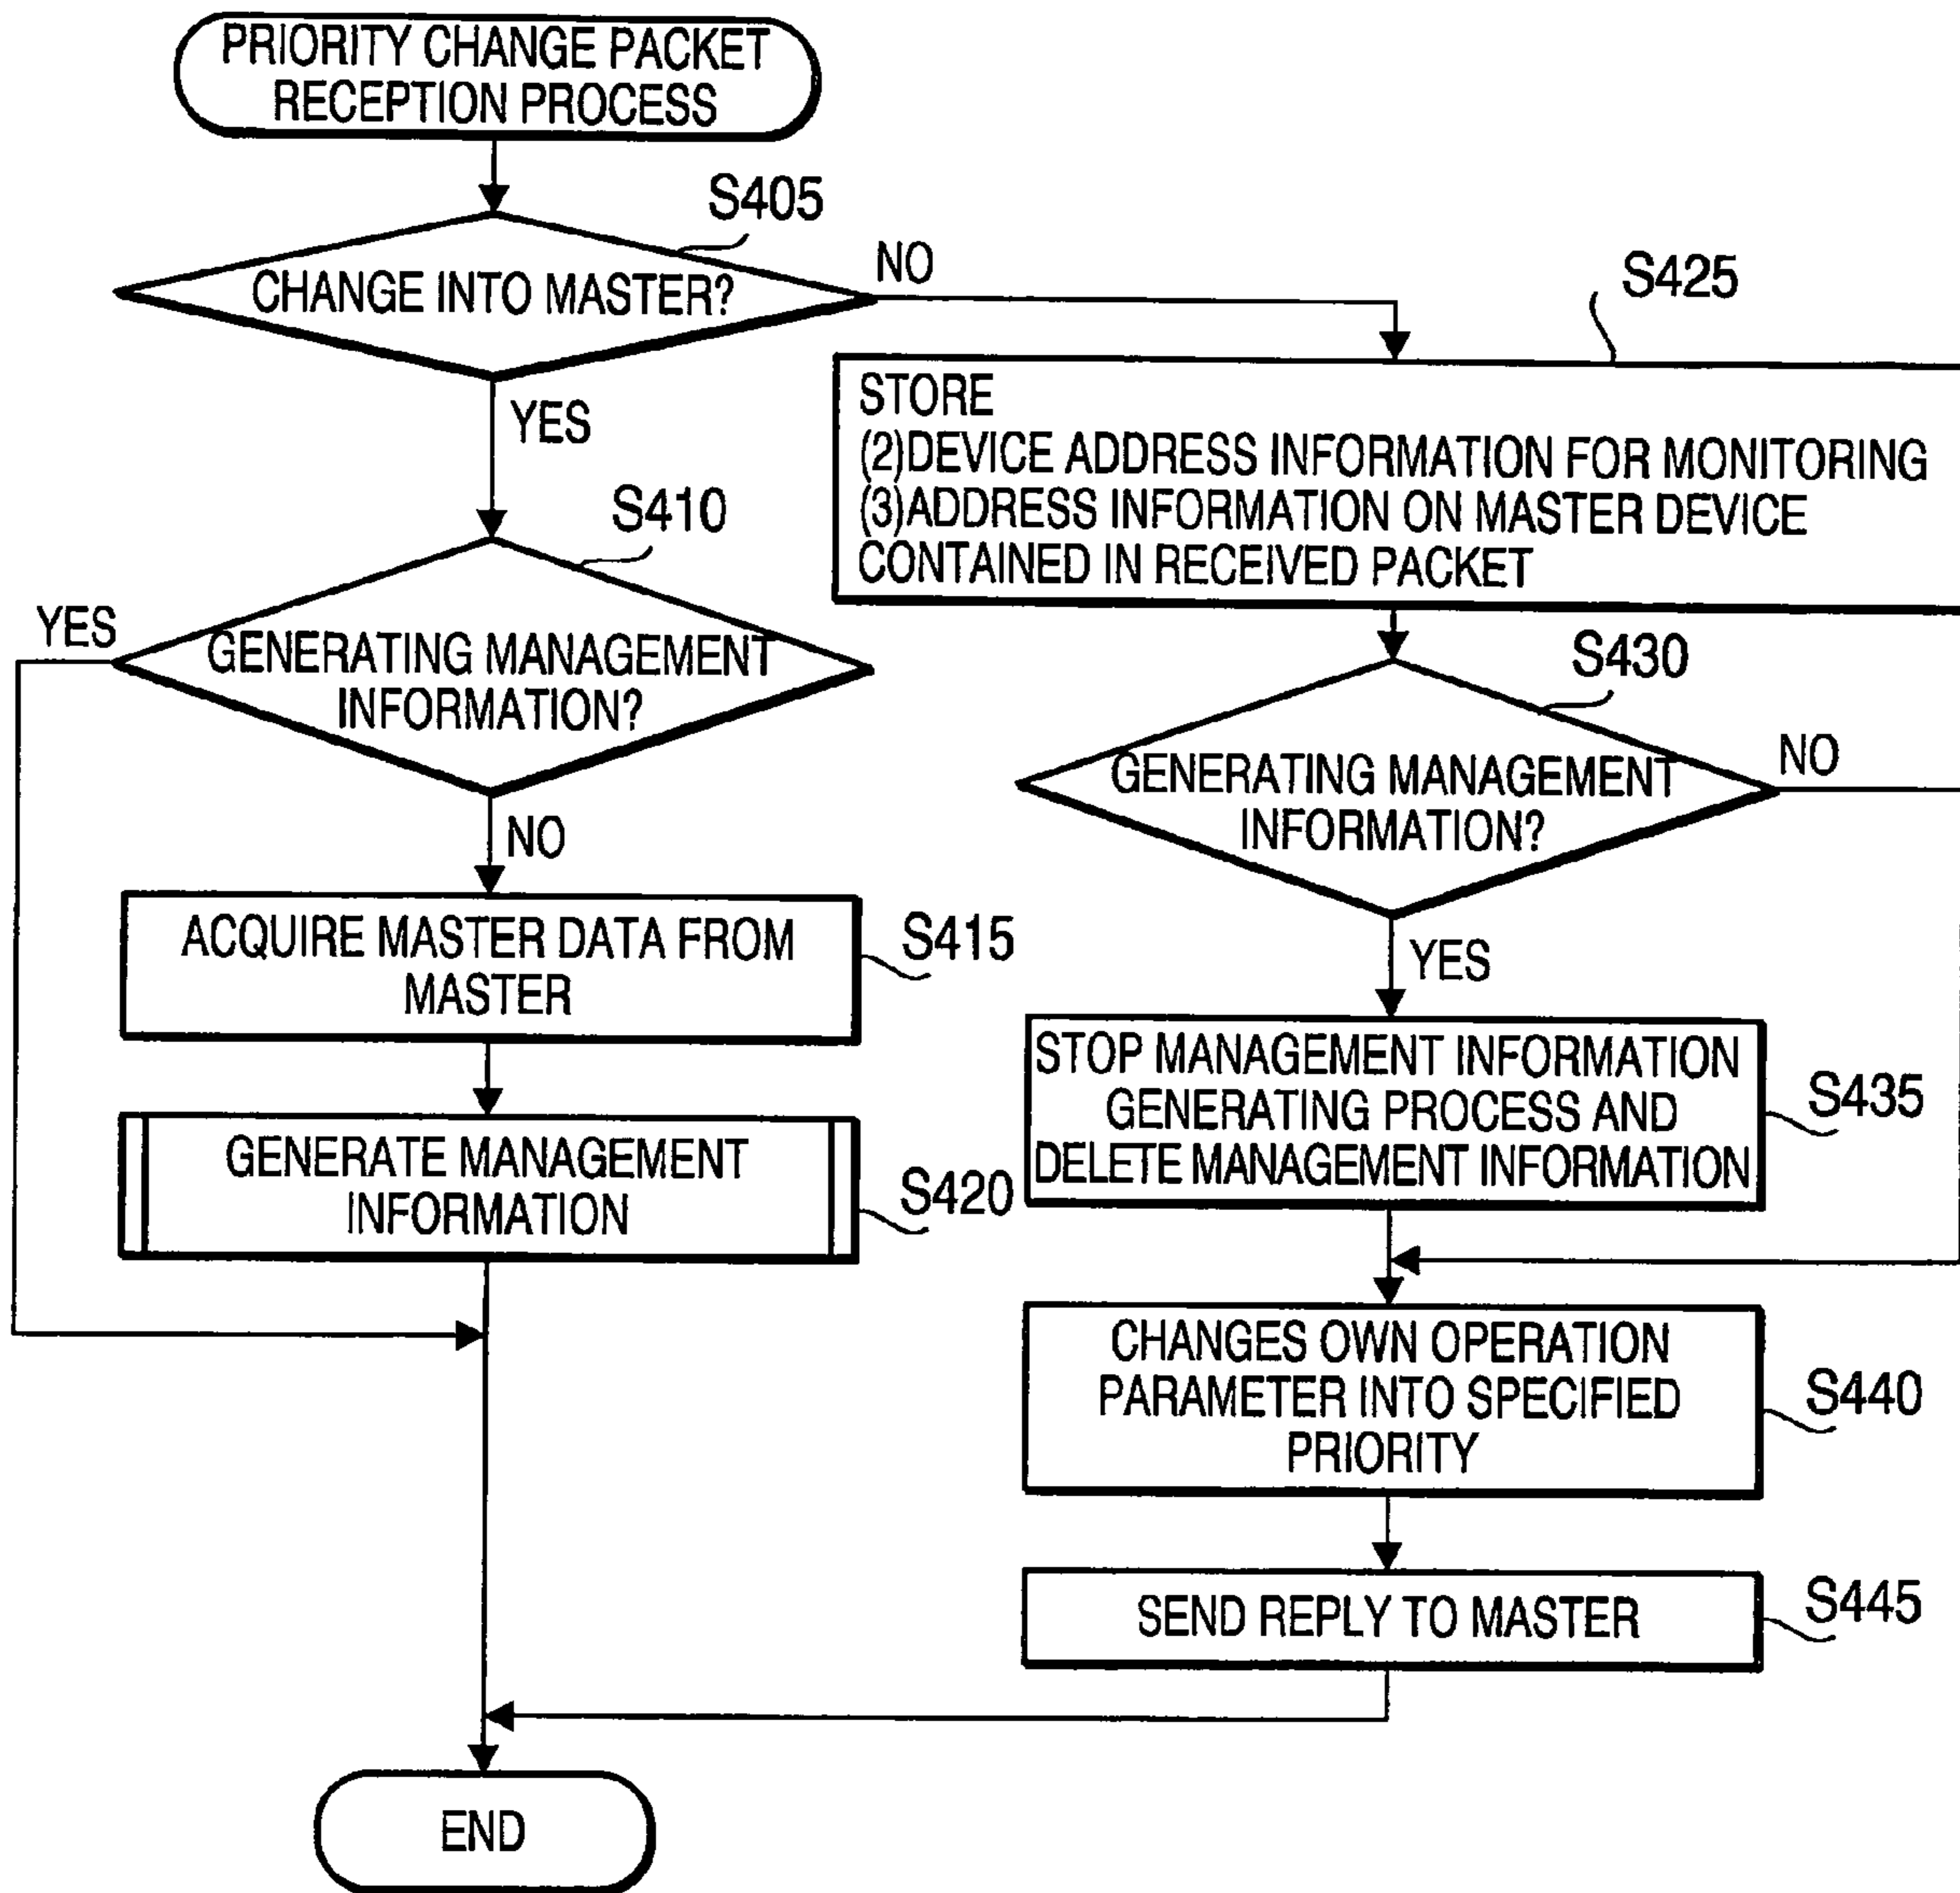 PRIORITY CHANGE PACKET
RECEPTION PROCESS
S405
CHANGE INTO MASTER?
NO
YES
S410
GENERATING MANAGEMENT
INFORMATION?
YES
NO
ACQUIRE MASTER DATA FROM
MASTER
S415
GENERATE MANAGEMENT
INFORMATION
S420
S425
STORE
(2)DEVICE ADDRESS INFORMATION FOR MONITORING
(3)ADDRESS INFORMATION ON MASTER DEVICE
CONTAINED IN RECEIVED PACKET
S430
GENERATING MANAGEMENT
INFORMATION?
NO
YES
STOP MANAGEMENT INFORMATION
GENERATING PROCESS AND
DELETE MANAGEMENT INFORMATION
S435
CHANGES OWN OPERATION
PARAMETER INTO SPECIFIED
PRIORITY
S440
SEND REPLY TO MASTER
S445
END